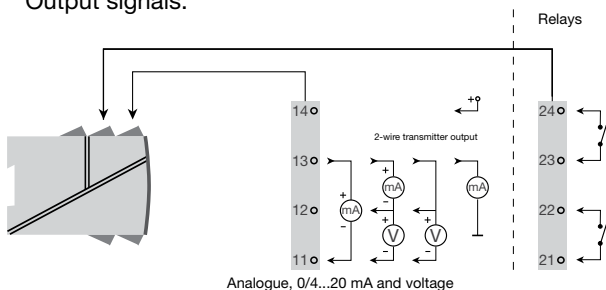 Output signals:
Relays
14
+
2-wire transmitter output
24
13
+
mA
-
+
mA
-
+
V
-
+
V
-
mA
23
12
22
11
21
Analogue, 0/4...20 mA and voltage